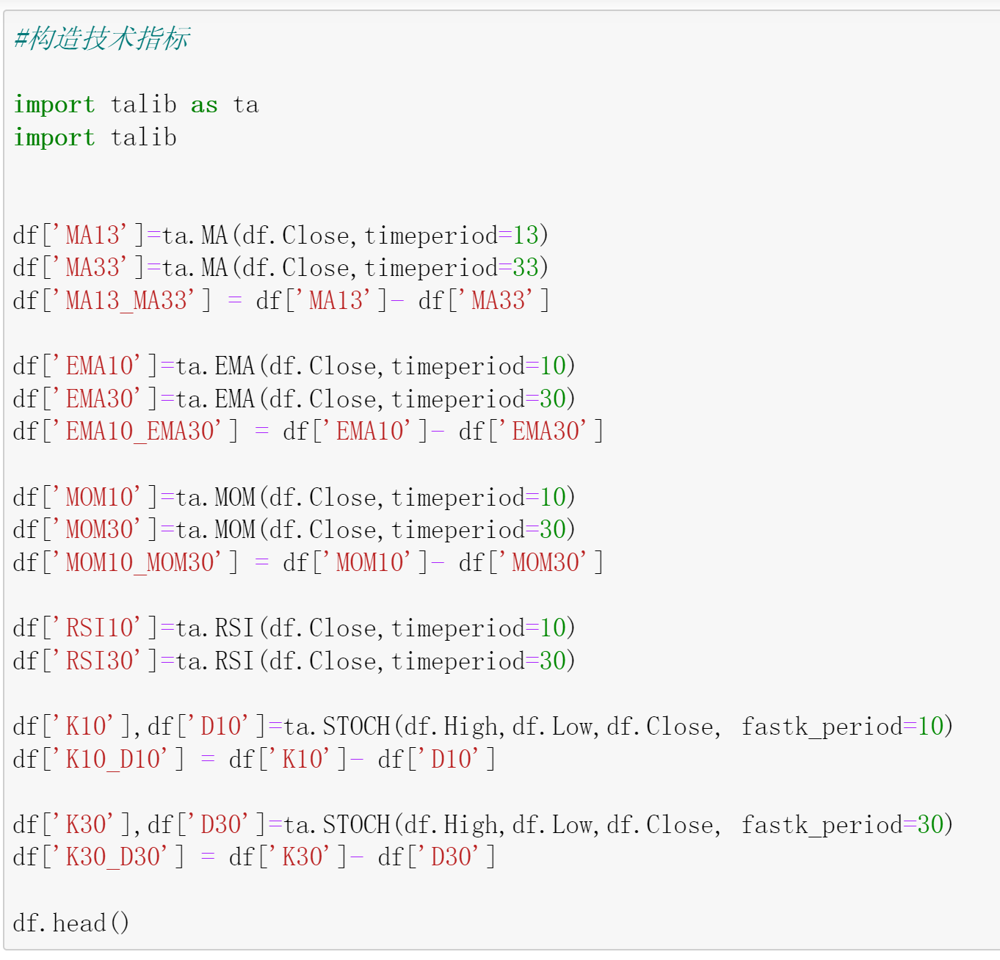 #构造技术指标
import talib as ta
import talib
df['MA13']=ta.MA(df.Close,timeperiod=13)
df['MA33']=ta.MA(df.Close,timeperiod=33)
df['MA13_MA33'] = df['MA13']- df['MA33']
df['EMA10']=ta.EMA(df.Close,timeperiod=10)
df['EMA30']=ta.EMA(df.Close,timeperiod=30)
df['EMA10_EMA30'] = df['EMA10']- df['EMA30']
df['MOM10']=ta.MOM(df.Close,timeperiod=10)
df['MOM30']=ta.MOM(df.Close,timeperiod=30)
df['MOM10_MOM30'] = df['MOM10']- df['MOM30']
df['RSI10']=ta.RSI(df.Close,timeperiod=10)
df['RSI30']=ta.RSI(df.Close,timeperiod=30)
df['K10'],df['D10']=ta.STOCH(df.High,df.Low,df.Close, fastk_period=10)
df['K10_D10'] = df['K10']- df['D10']
df['K30'],df['D30']=ta.STOCH(df.High,df.Low,df.Close, fastk_period=30)
df['K30_D30'] = df['K30']- df['D30']
df.head()